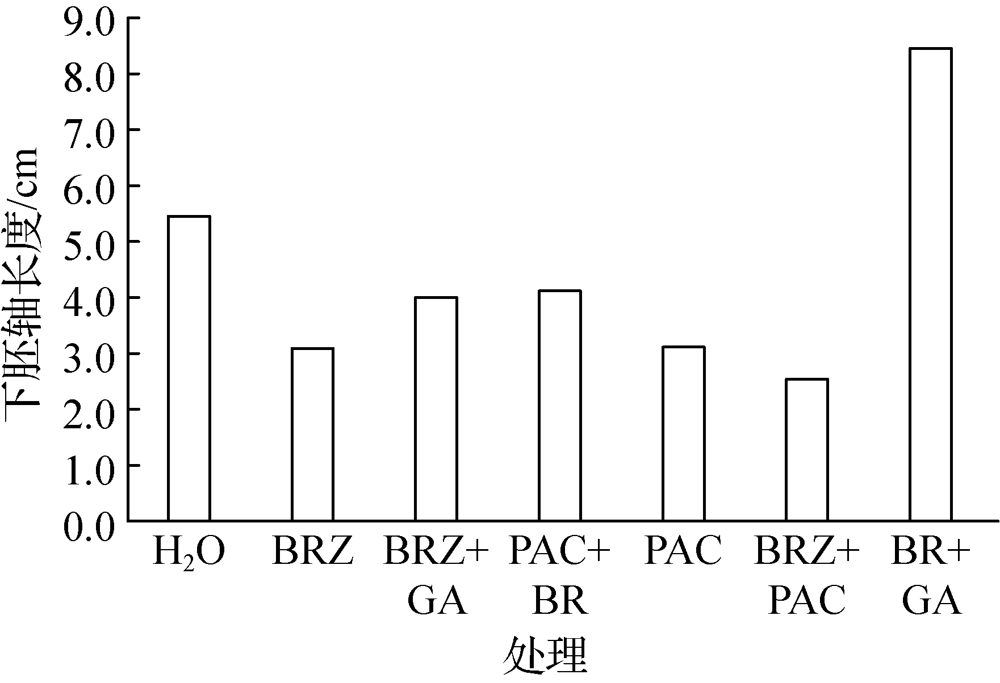 下胚轴长度/cm
9.0
8.0
7.0
6.0
5.0
4.0
3.0
2.0
1.0
0.0
H₂O
BRZ
BRZ+
GA
PAC+
BR
PAC
BRZ+
PAC
BR+
GA
处理